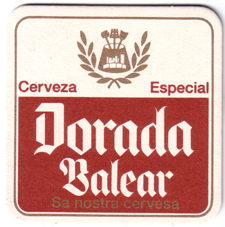 Cerveza Especial
Dorada
Balear
Sa nostra cervesa